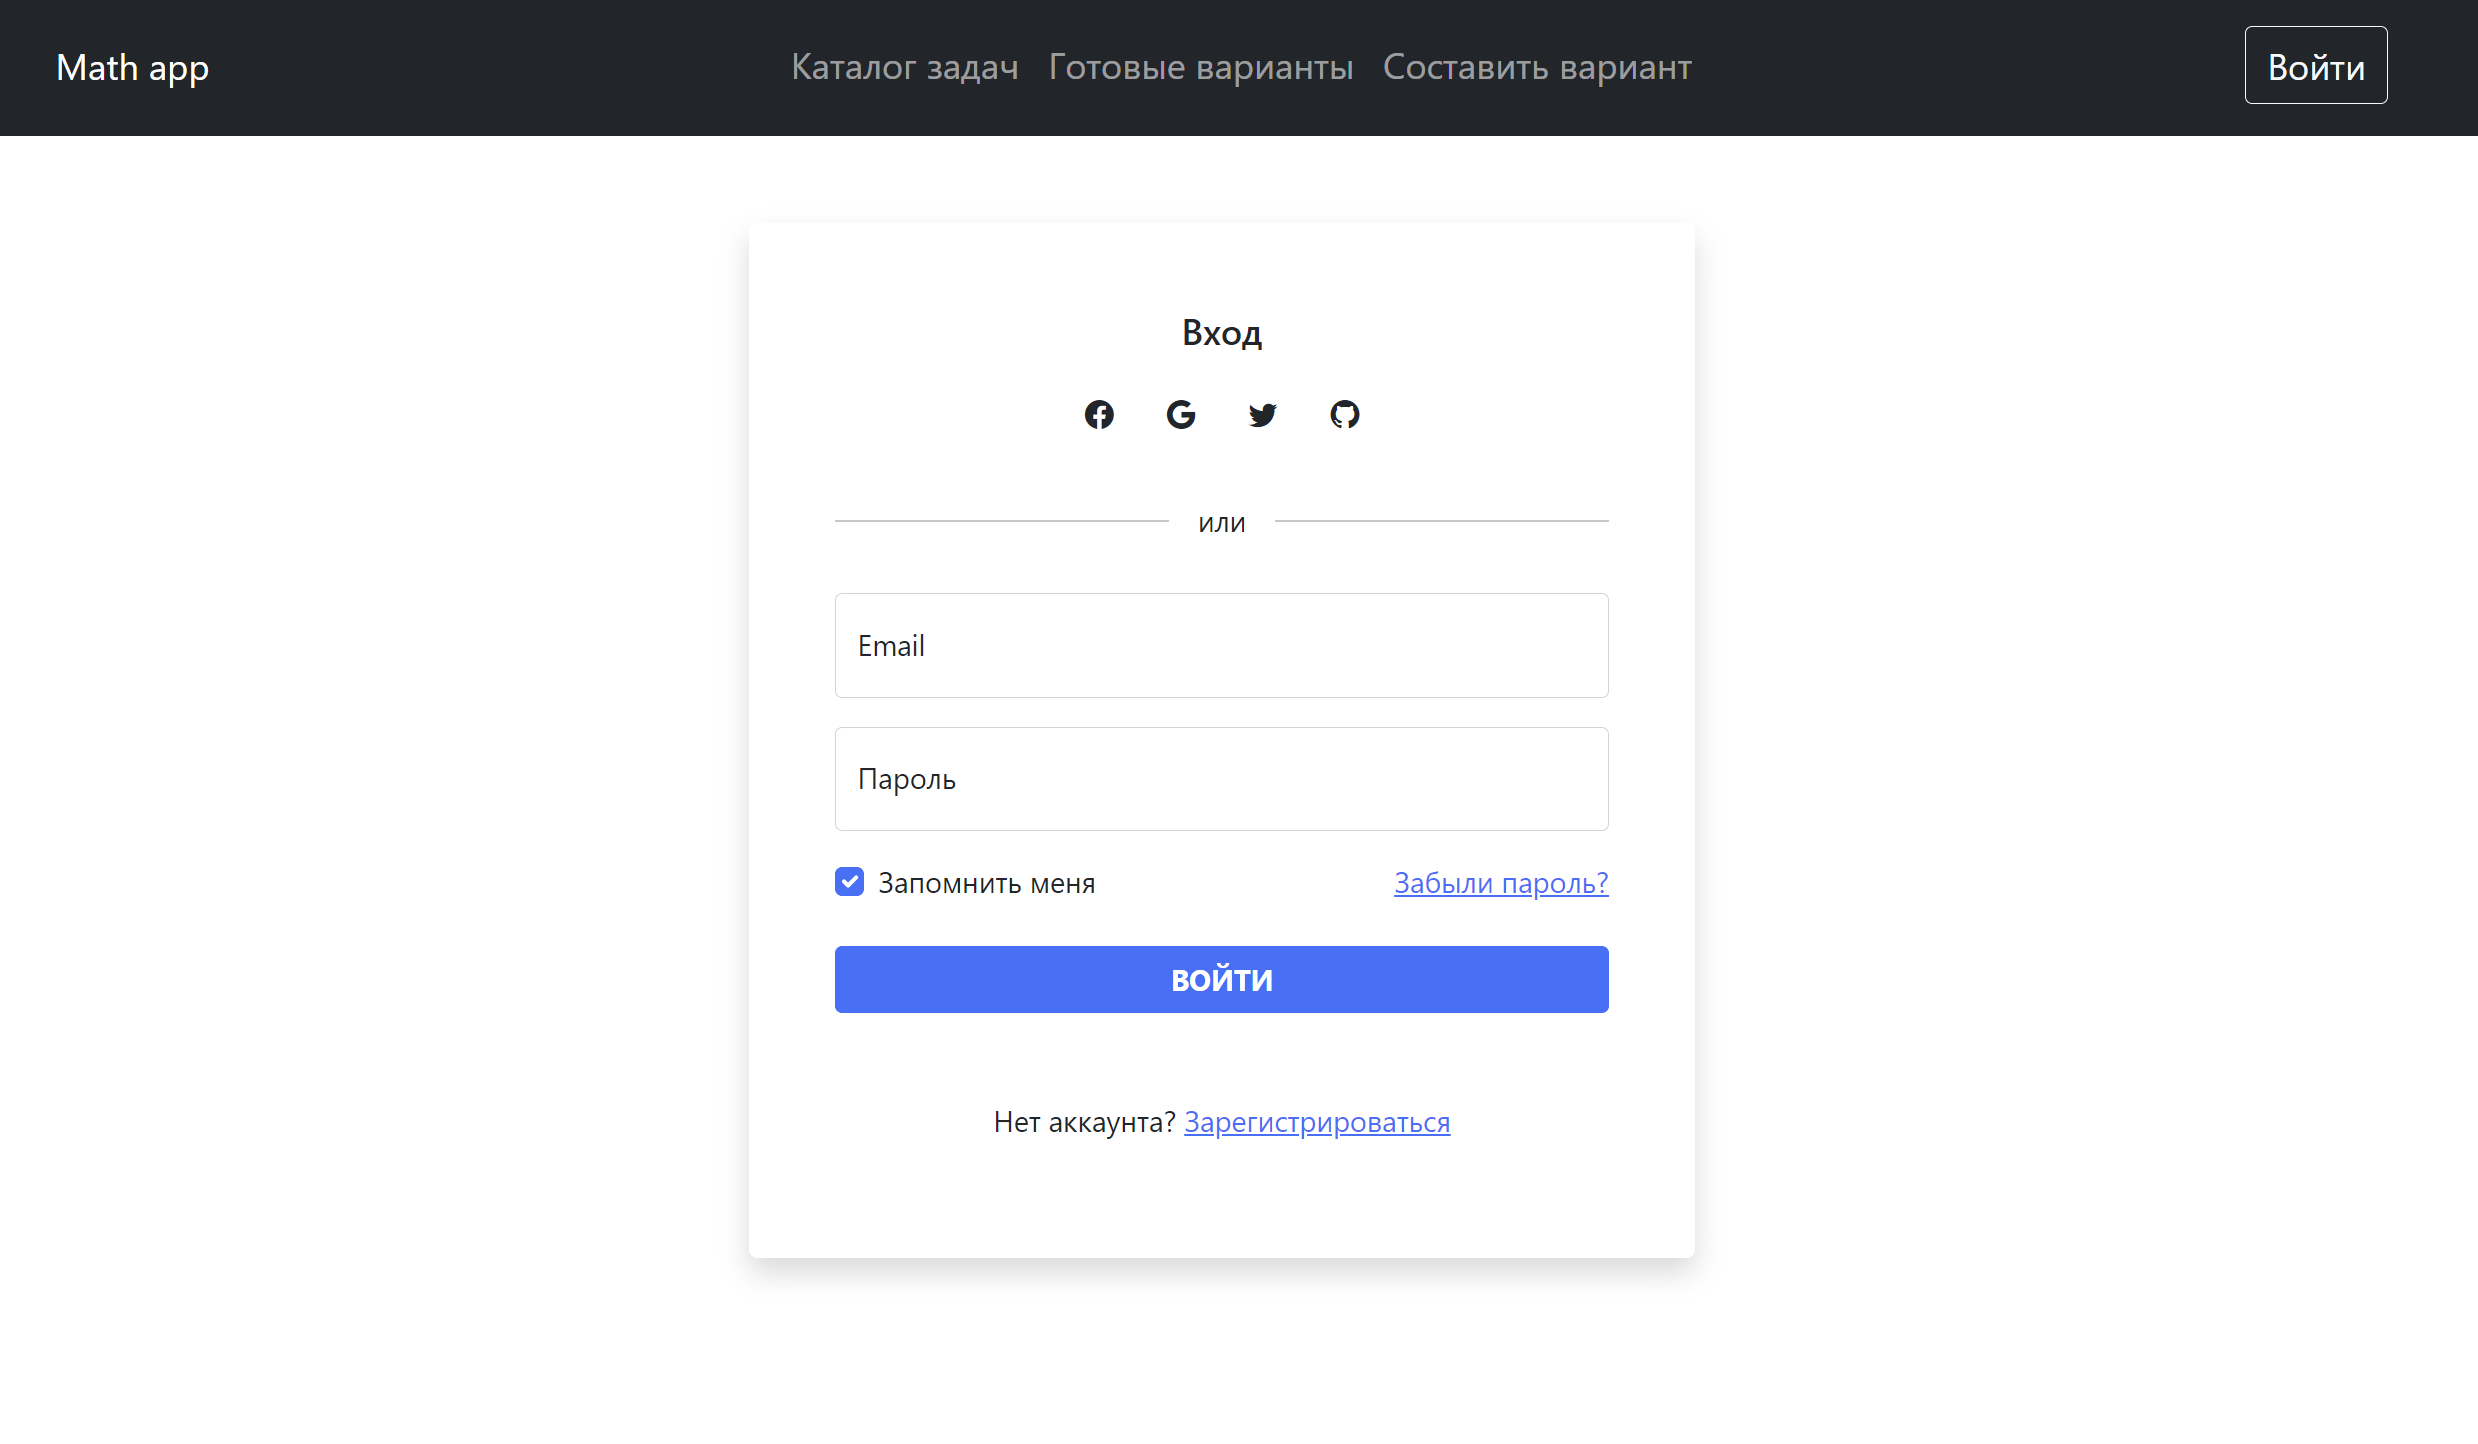 Math app
Каталог задач Готовые варианты Составить вариант
Войти
Вход
или
Email
Пароль
Запомнить меня
Забыли пароль?
ВОЙТИ
Нет аккаунта? Зарегистрироваться